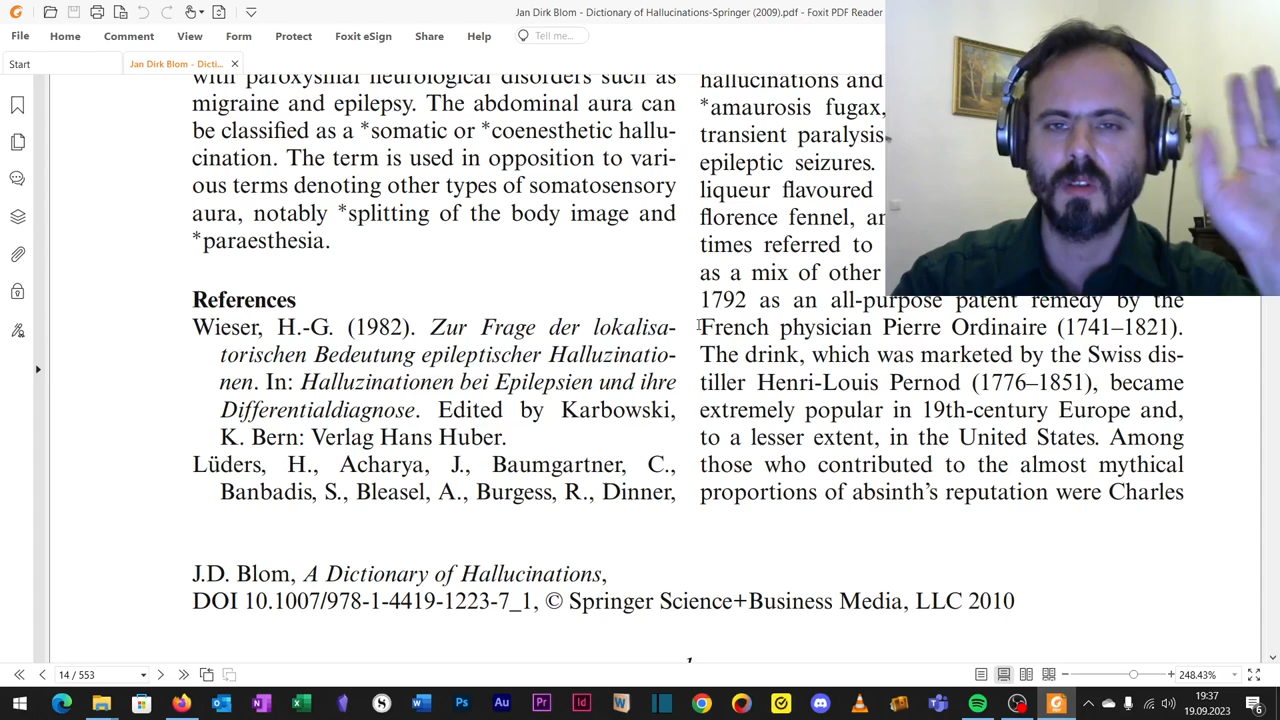 Jan Dirk Blom - Dictionary of Hallucinations-Springer (2009).pdf - Foxit PDF Reader
File Home Comment View Form Protect Foxit eSign Share Help Tell me...
Start Jan Dirk Blom - Dicti...
with paroxysmal neurological disorders such as
migraine and epilepsy. The abdominal aura can
be classified as a *somatic or *coenesthetic hallu-
cination. The term is used in opposition to vari-
ous terms denoting other types of somatosensory
aura, notably *splitting of the body image and
*paraesthesia.
References
Wieser, H.-G. (1982). Zur Frage der lokalisa-
torischen Bedeutung epileptischer Halluzinatio-
nen. In: Halluzinationen bei Epilepsien und ihre
Differentialdiagnose. Edited by Karbowski,
K. Bern: Verlag Hans Huber.
Lüders, H., Acharya, J., Baumgartner, C.,
Banbadis, S., Bleasel, A., Burgess, R., Dinner,
hallucinations and
*amaurosis fugax,
transient paralysis
epileptic seizures.
liqueur flavoured
florence fennel, an
times referred to
as a mix of other
1792 as an all-purpose patent remedy by the
French physician Pierre Ordinaire (1741–1821).
The drink, which was marketed by the Swiss dis-
tiller Henri-Louis Pernod (1776–1851), became
extremely popular in 19th-century Europe and,
to a lesser extent, in the United States. Among
those who contributed to the almost mythical
proportions of absinth's reputation were Charles
J.D. Blom, A Dictionary of Hallucinations,
DOI 10.1007/978-1-4419-1223-7_1, © Springer Science+Business Media, LLC 2010
14 / 553
248.43%
19:37
19.09.2023